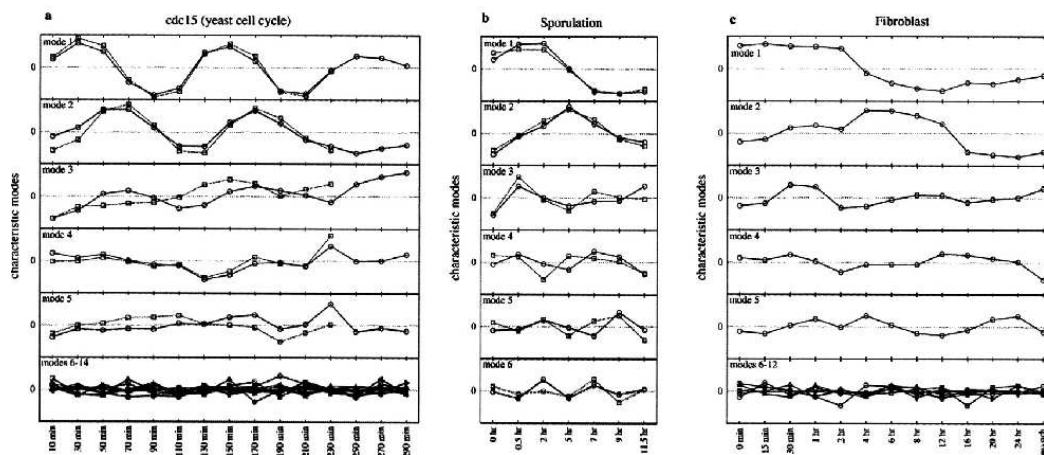 a
cdc15 (yeast cell cycle)
characteristic modes
mode 1
0
mode 2
0
mode 3
0
mode 4
0
mode 5
0
modes 6-14
0
10 min
30 min
50 min
70 min
90 min
110 min
130 min
150 min
170 min
190 min
210 min
230 min
250 min
270 min
290 min
b
Sporulation
characteristic modes
mode 1
0
mode 2
0
mode 3
0
mode 4
0
mode 5
0
mode 6
0
0 hr
0.5 hr
2 hr
5 hr
7 hr
9 hr
11.5 hr
c
Fibroblast
characteristic modes
mode 1
0
mode 2
0
mode 3
0
mode 4
0
mode 5
0
modes 6-12
0
0 min
15 min
30 min
1 hr
2 hr
4 hr
6 hr
8 hr
12 hr
16 hr
20 hr
24 hr